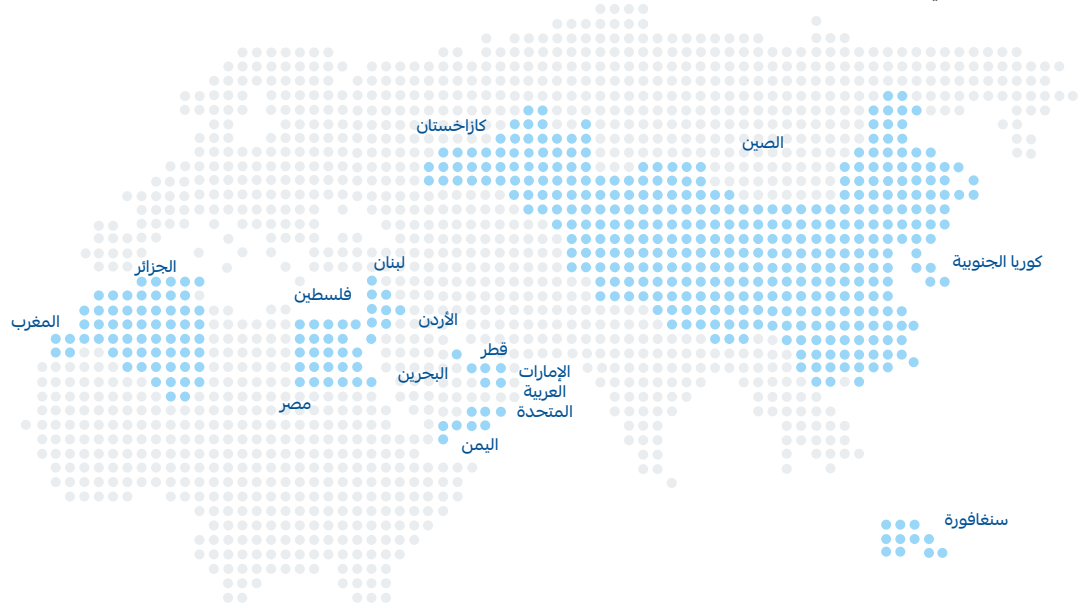 كازاخستان
الصين
كوريا الجنوبية
لبنان
الجزائر
فلسطين
الأردن
المغرب
قطر
البحرين
الإمارات
العربية
المتحدة
مصر
اليمن
سنغافورة